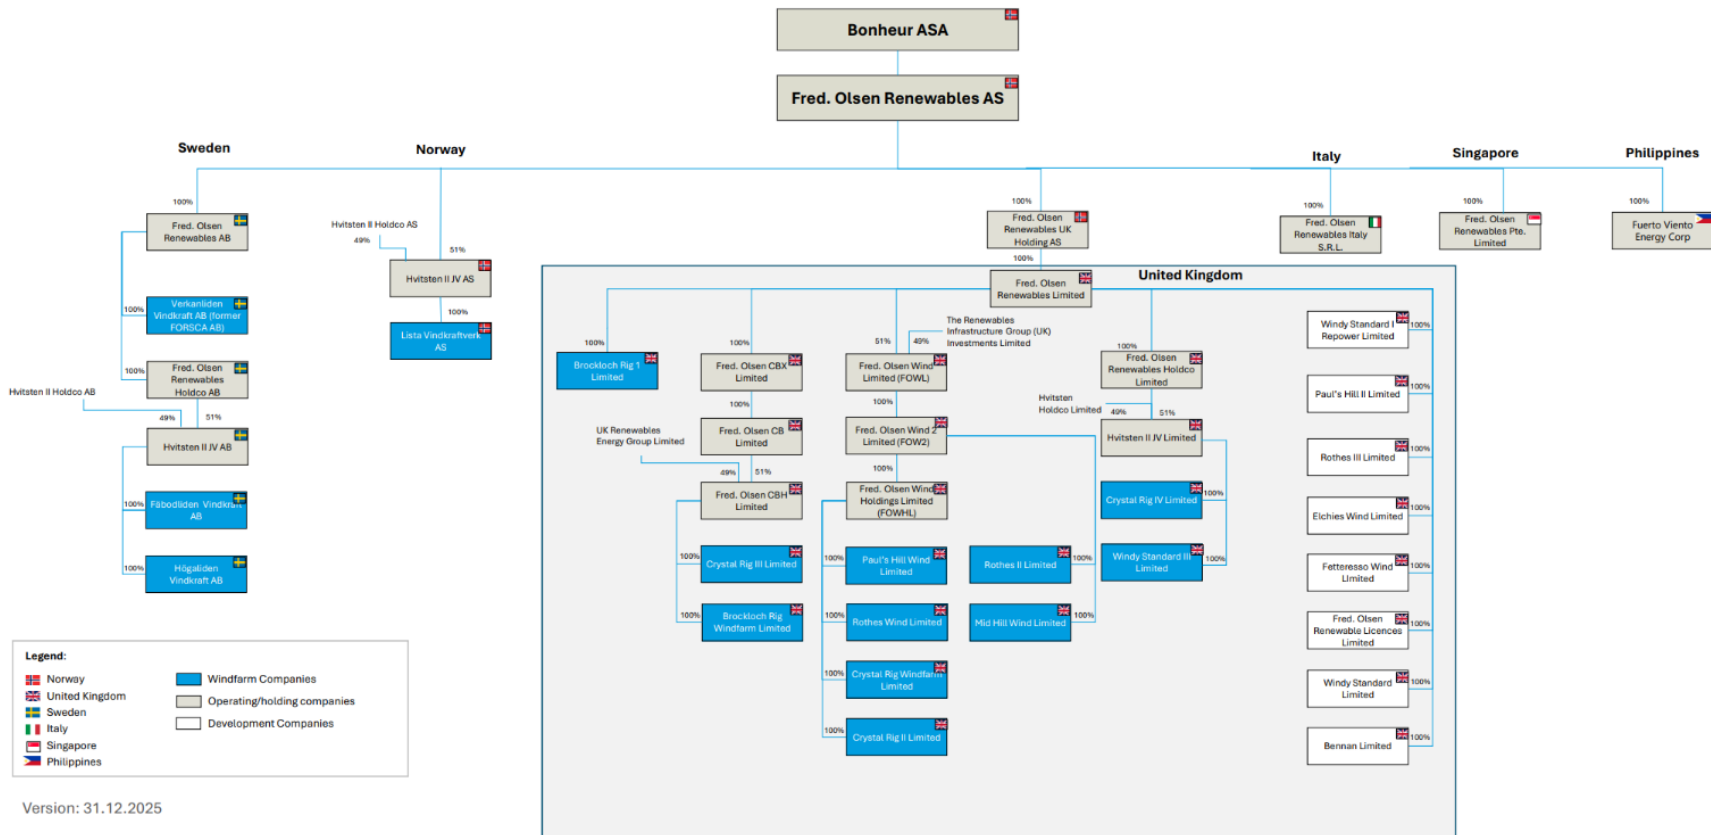 Bonheur ASA
Fred. Olsen Renewables AS
Sweden
Norway
Italy
Singapore
Philippines
100%
Fred. Olsen
Renewables AB
100%
Verkanliden
Vindkraft AB (former
FORSCA AB)
100%
Fred. Olsen
Renewables
Holdco AB
Hvitsten II Holdco AB
49%
51%
Hvitsten II JV AB
100%
Fäbodliden Vindkraft
AB
100%
Högaliden
Vindkraft AB
Hvitsten II Holdco AS
49%
51%
Hvitsten II JV AS
100%
Lista Vindkraftverk
AS
100%
Fred. Olsen
Renewables UK
Holding AS
100%
United Kingdom
Fred. Olsen
Renewables Limited
100%
Brockloch Rig 1
Limited
100%
Fred. Olsen CBX
Limited
100%
Fred. Olsen CB
Limited
UK Renewables
Energy Group Limited
49%
51%
Fred. Olsen CBH
Limited
100%
Crystal Rig III Limited
100%
Brockloch Rig
Windfarm Limited
The Renewables
Infrastructure Group (UK)
Investments Limited
51%
49%
Fred. Olsen Wind
Limited (FOWL)
100%
Fred. Olsen Wind 2
Limited (FOW2)
100%
Fred. Olsen Wind
Holdings Limited
(FOWHL)
100%
Paul's Hill Wind
Limited
100%
Rothes Wind Limited
100%
Crystal Rig Windfarm
Limited
100%
Crystal Rig II Limited
Rothes II Limited
100%
Mid Hill Wind Limited
100%
100%
Fred. Olsen
Renewables Holdco
Limited
Hvitsten
Holdco Limited
49%
51%
Hvitsten II JV Limited
Crystal Rig IV Limited
100%
Windy Standard III
Limited
100%
Windy Standard I
Repower Limited
100%
Paul's Hill II Limited
100%
Rothes III Limited
100%
Elchies Wind Limited
100%
Fetteresso Wind
Limited
100%
Fred. Olsen
Renewable Licences
Limited
100%
Windy Standard
Limited
100%
Bennan Limited
100%
100%
Fred. Olsen
Renewables Italy
S.R.L.
100%
Fred. Olsen
Renewables Pte.
Limited
100%
Fuerto Viento
Energy Corp
Legend:
Norway
United Kingdom
Sweden
Italy
Singapore
Philippines
Windfarm Companies
Operating/holding companies
Development Companies
Version: 31.12.2025